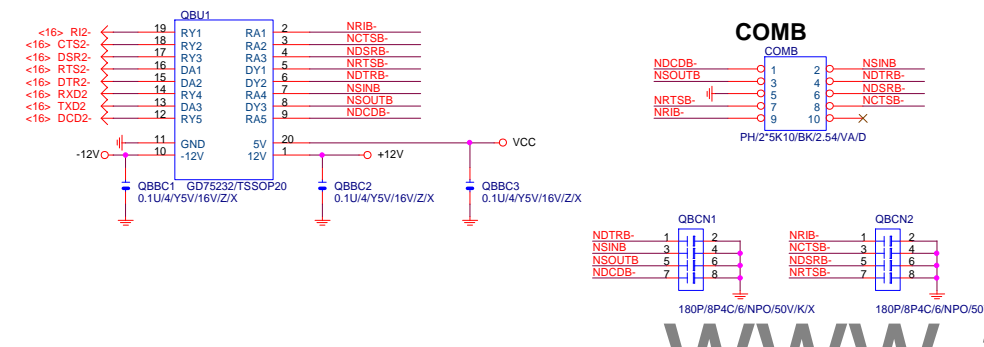 QBU1
<16> RI2- 19 RY1 RA1 2 NRIB-
<16> CTS2- 18 RY2 RA2 3 NCTSB-
<16> DSR2- 17 RY3 RA3 4 NDSRB-
<16> RTS2- 16 DA1 DY1 5 NRTSB-
<16> DTR2- 15 DA2 DY2 6 NDTRB-
<16> RXD2 14 RY4 RA4 7 NSINB
<16> TXD2 13 DA3 DY3 8 NSOUTB
<16> DCD2- 12 RY5 RA5 9 NDCDB-
11 GND 5V 20 VCC
-12V 10 -12V 12V 1 +12V
GD75232/TSSOP20
QBBC1
0.1U/4/Y5V/16V/Z/X
QBBC2
0.1U/4/Y5V/16V/Z/X
QBBC3
0.1U/4/Y5V/16V/Z/X
COMB
COMB
NDCDB- 1 2 NSINB
NSOUTB 3 4 NDTRB-
5 6 NDSRB-
NRTSB- 7 8 NCTSB-
NRIB- 9 10
PH/2*5K10/BK/2.54/VA/D
QBCN1
NDTRB- 1 2
NSINB 3 4
NSOUTB 5 6
NDCDB- 7 8
180P/8P4C/6/NPO/50V/K/X
QBCN2
NRIB- 1 2
NCTSB- 3 4
NDSRB- 5 6
NRTSB- 7 8
180P/8P4C/6/NPO/50